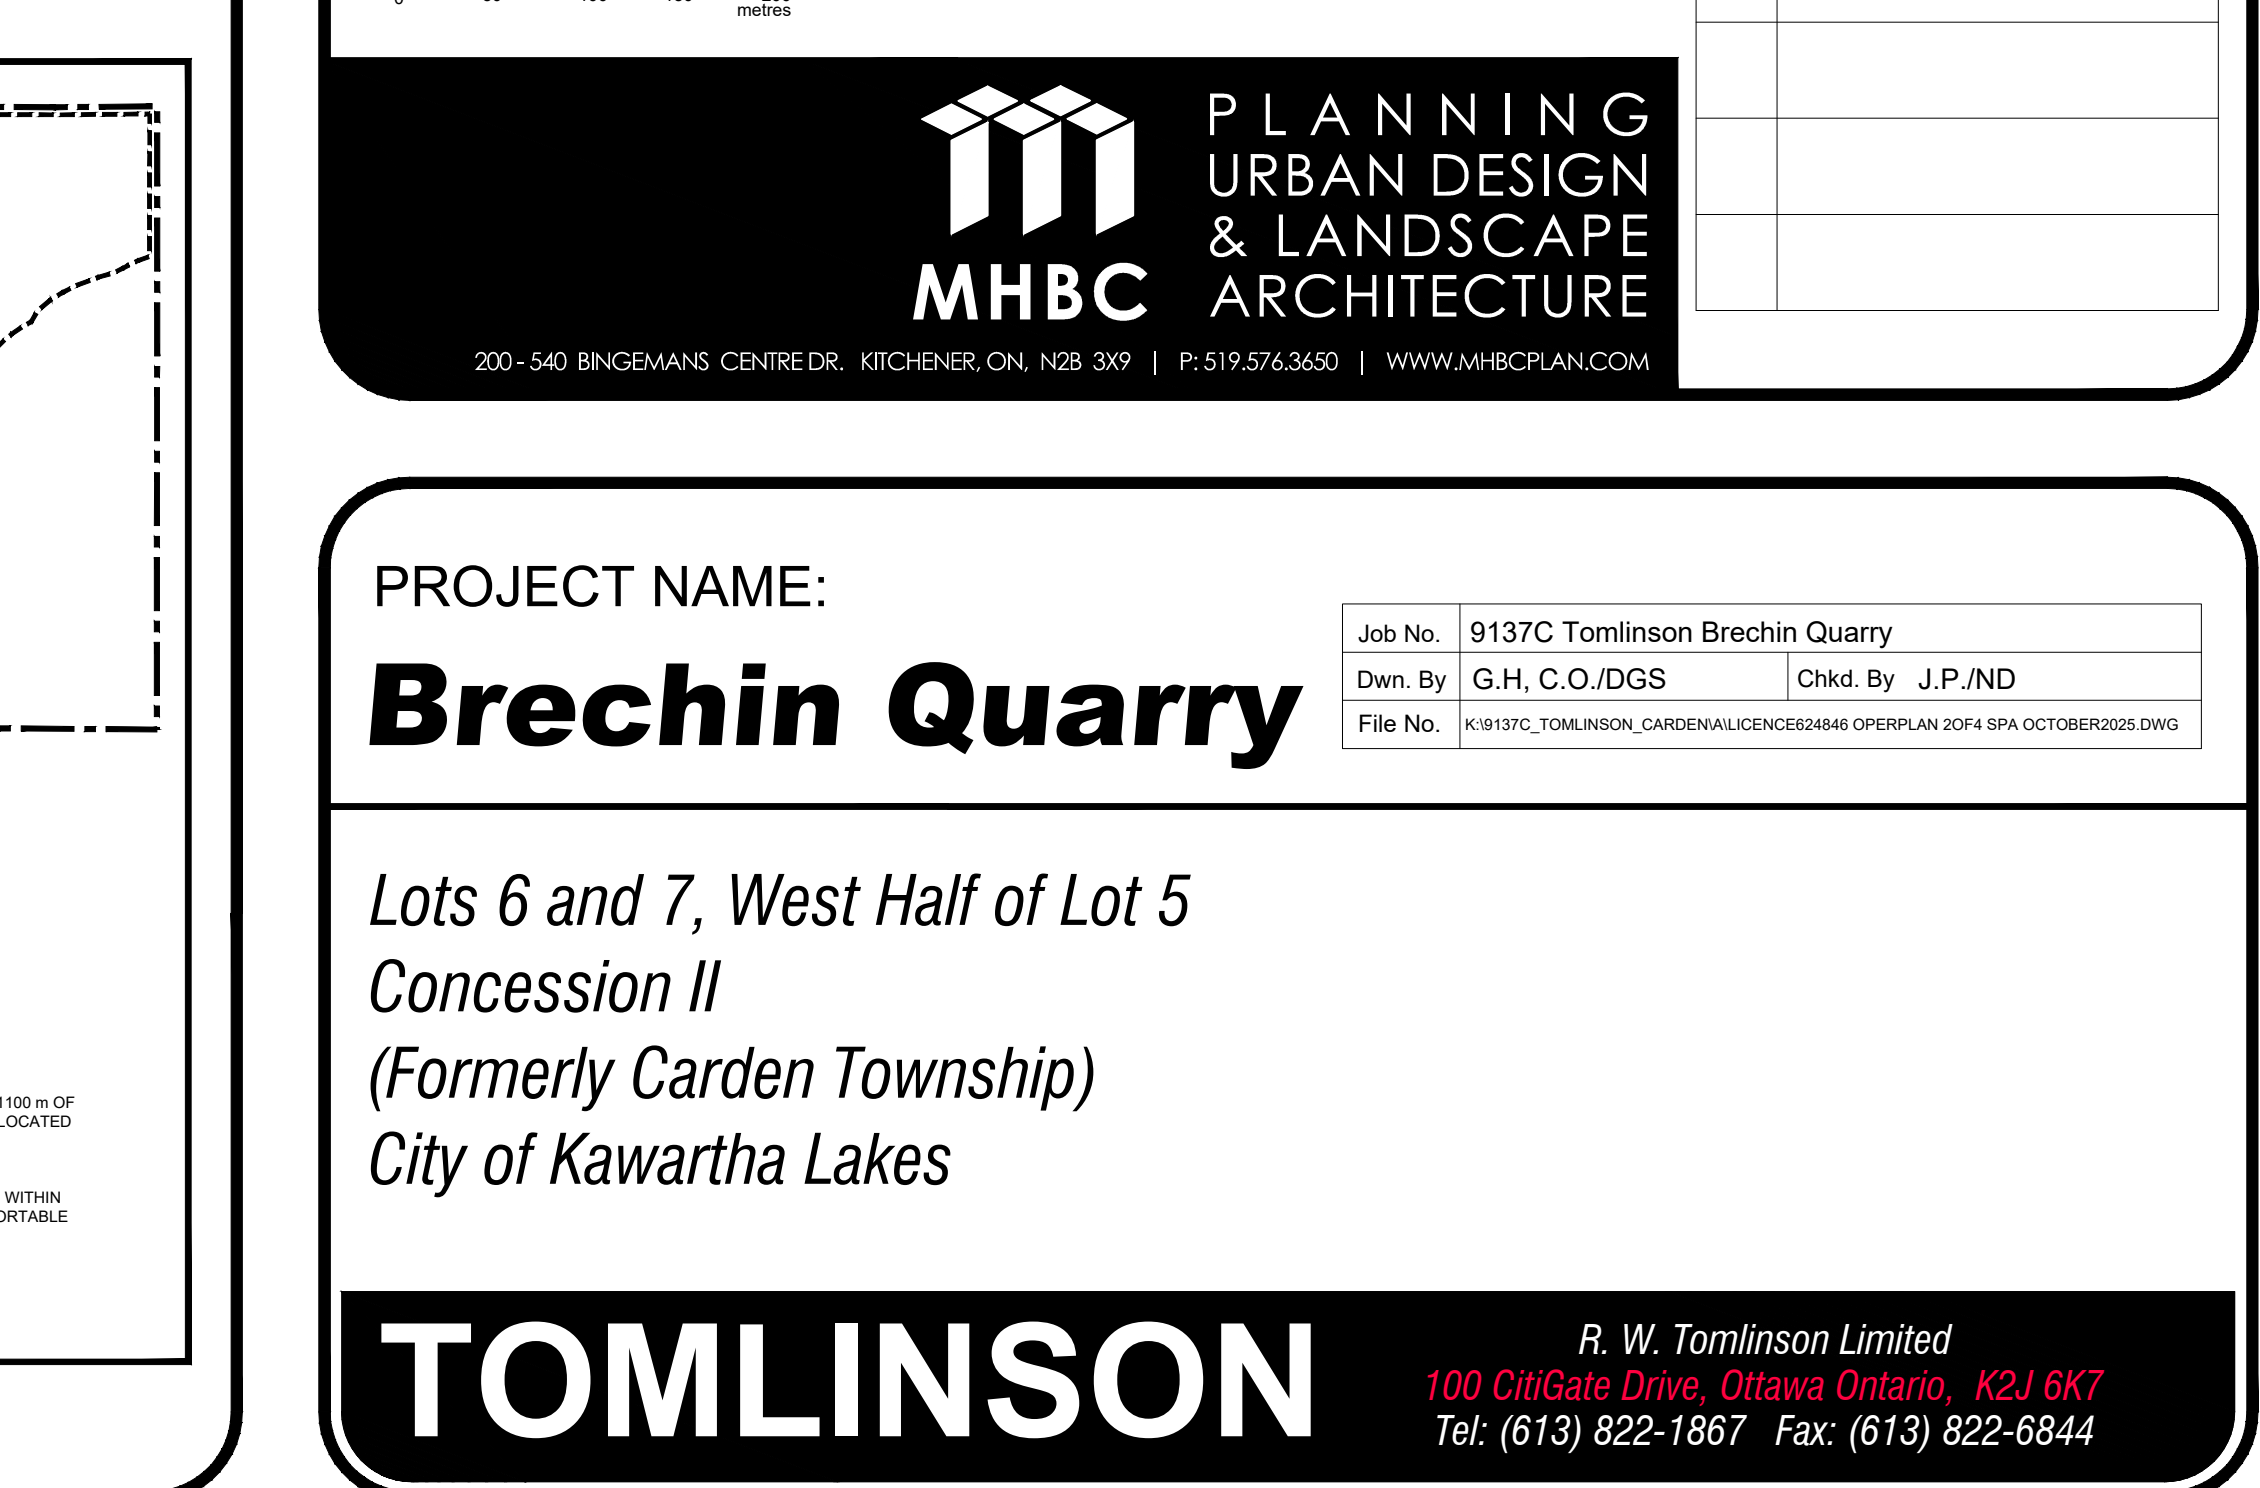 metres
PLANNING
URBAN DESIGN
& LANDSCAPE
ARCHITECTURE
MHBC
200 - 540 BINGEMANS CENTRE DR. KITCHENER, ON, N2B 3X9 | P: 519.576.3650 | WWW.MHBCPLAN.COM
PROJECT NAME:
Brechin Quarry
Job No. 9137C Tomlinson Brechin Quarry
Dwn. By G.H, C.O./DGS Chkd. By J.P./ND
File No. K:\9137C_TOMLINSON_CARDEN\A\LICENCE624846 OPERPLAN 2OF4 SPA OCTOBER2025.DWG
Lots 6 and 7, West Half of Lot 5
Concession II
(Formerly Carden Township)
City of Kawartha Lakes
1100 m OF
LOCATED
WITHIN
ORTABLE
TOMLINSON
R. W. Tomlinson Limited
100 CitiGate Drive, Ottawa Ontario, K2J 6K7
Tel: (613) 822-1867 Fax: (613) 822-6844